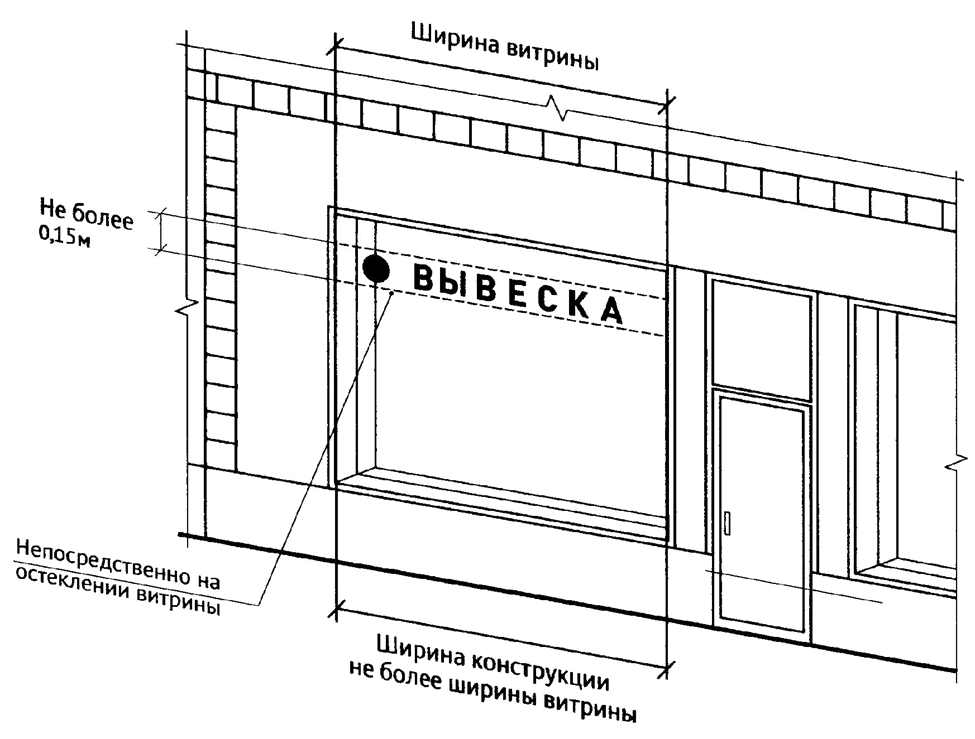 Ширина витрины
Не более
0,15м
ВЫВЕСКА
Непосредственно на
остеклении витрины
Ширина конструкции
не более ширины витрины